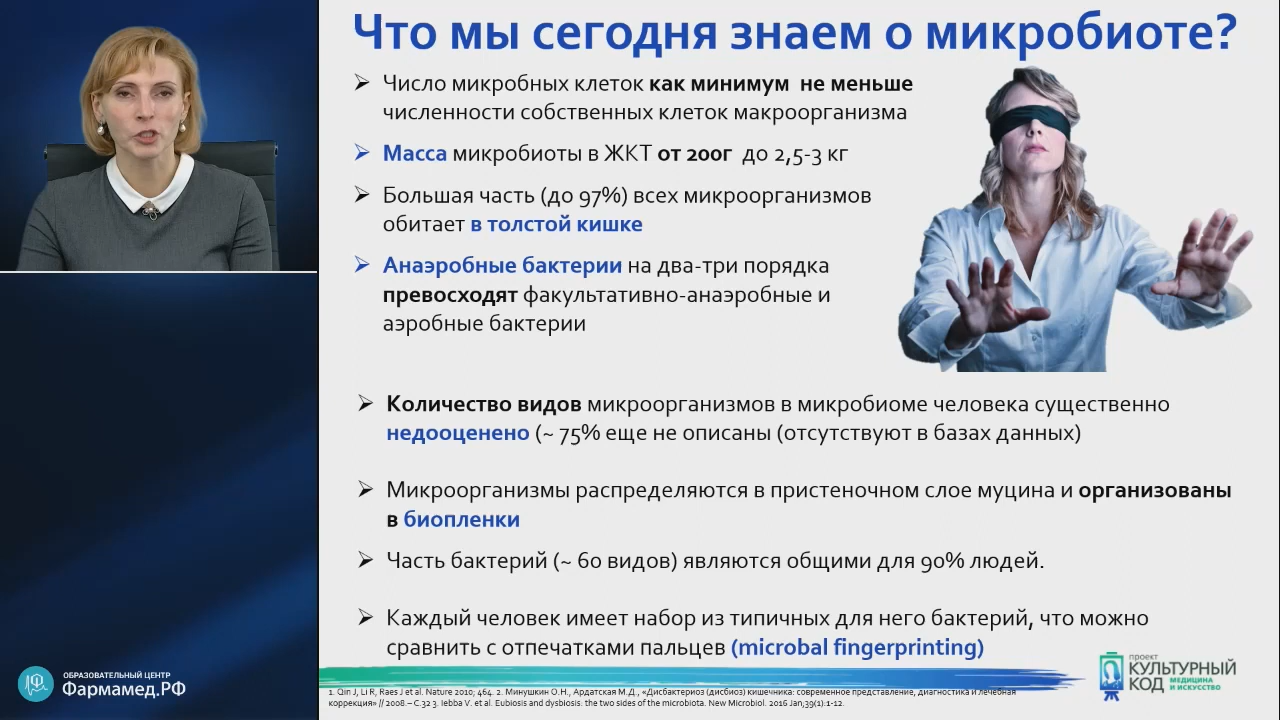 Что мы сегодня знаем о микробиоте?
➢ Число микробных клеток как минимум не меньше
численности собственных клеток макроорганизма
➢ Масса микробиоты в ЖКТ от 200г до 2,5-3 кг
➢ Большая часть (до 97%) всех микроорганизмов
обитает в толстой кишке
➢ Анаэробные бактерии на два-три порядка
превосходят факультативно-анаэробные и
аэробные бактерии
➢ Количество видов микроорганизмов в микробиоме человека существенно
недооценено (~ 75% еще не описаны (отсутствуют в базах данных)
➢ Микроорганизмы распределяются в пристеночном слое муцина и организованы
в биопленки
➢ Часть бактерий (~ 60 видов) являются общими для 90% людей.
➢ Каждый человек имеет набор из типичных для него бактерий, что можно
сравнить с отпечатками пальцев (microbal fingerprinting)
1. Qin J, Li R, Raes J et al. Nature 2010; 464. 2. Минушкин О.Н., Ардатская М.Д., «Дисбактериоз (дисбиоз) кишечника: современное представление, диагностика и лечебная
коррекция» // 2008.– С.32 3. Iebba V. et al. Eubiosis and dysbiosis: the two sides of the microbiota. New Microbiol. 2016 Jan;39(1):1-12.
проект
КУЛЬТУРНЫЙ
КОД МЕДИЦИНА
И ИСКУССТВО
ОБРАЗОВАТЕЛЬНЫЙ ЦЕНТР
Фармамед.РФ